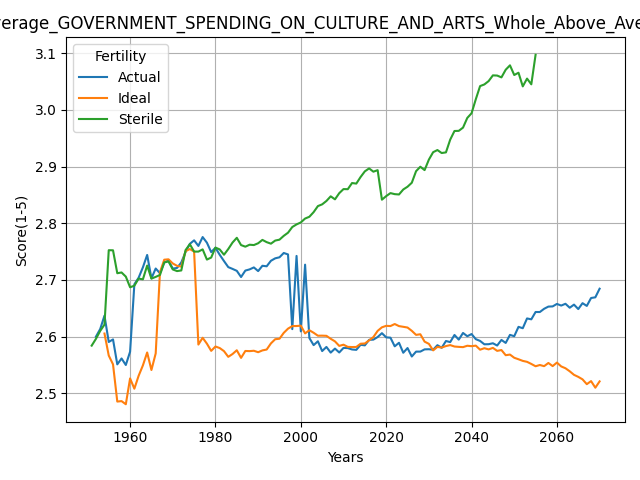 verage_GOVERNMENT_SPENDING_ON_CULTURE_AND_ARTS_Whole_Above_Ave
Fertility
Actual
Ideal
Sterile
Score(1-5)
3.1
3.0
2.9
2.8
2.7
2.6
2.5
1960
1980
2000
2020
2040
2060
Years